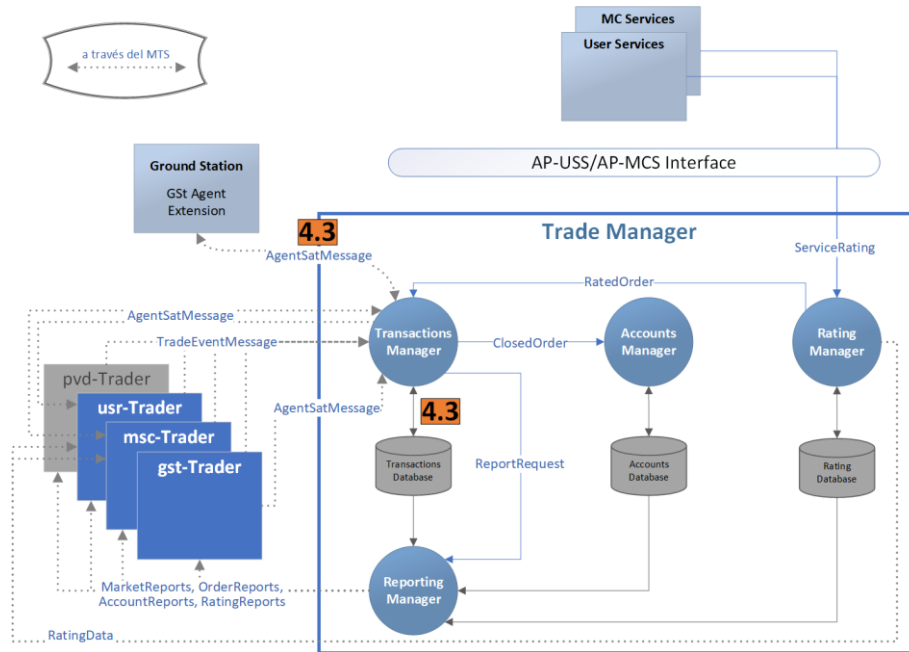 MC Services
User Services
a través del MTS
AP-USS/AP-MCS Interface
Ground Station
GSt Agent
Extension
4.3
Trade Manager
AgentSatMessage
ServiceRating
RatedOrder
AgentSatMessage
Transactions
Manager
ClosedOrder
Accounts
Manager
Rating
Manager
TradeEventMessage
pvd-Trader
usr-Trader
AgentSatMessage
4.3
msc-Trader
gst-Trader
Transactions
Database
ReportRequest
Accounts
Database
Rating
Database
MarketReports, OrderReports,
AccountReports, RatingReports
Reporting
Manager
RatingData